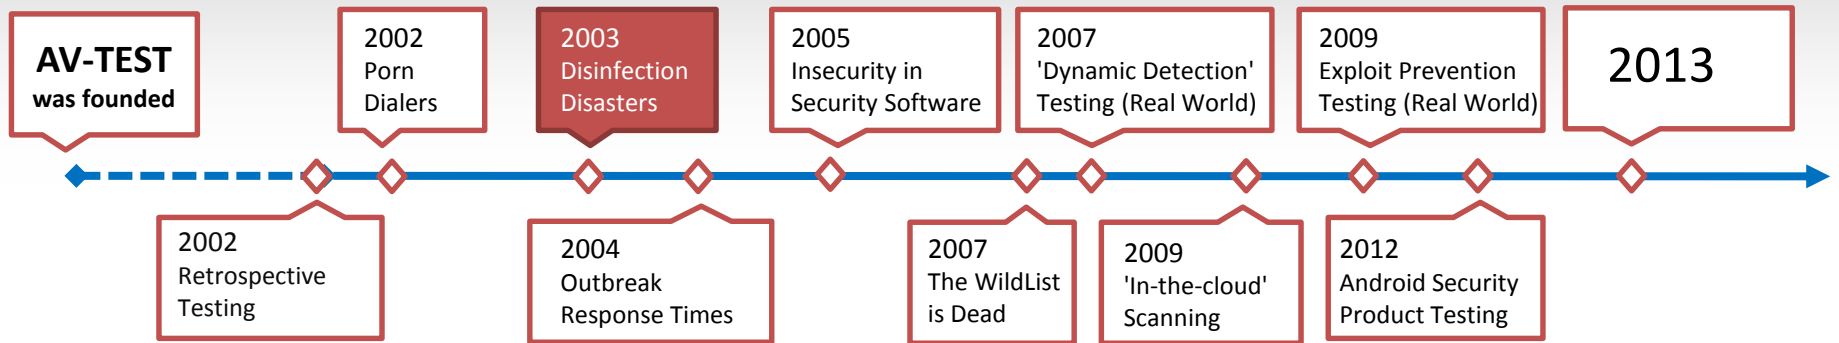 AV-TEST
was founded
2002
Porn
Dialers
2003
Disinfection
Disasters
2005
Insecurity in
Security Software
2007
'Dynamic Detection'
Testing (Real World)
2009
Exploit Prevention
Testing (Real World)
2013
2002
Retrospective
Testing
2004
Outbreak
Response Times
2007
The WildList
is Dead
2009
'In-the-cloud'
Scanning
2012
Android Security
Product Testing